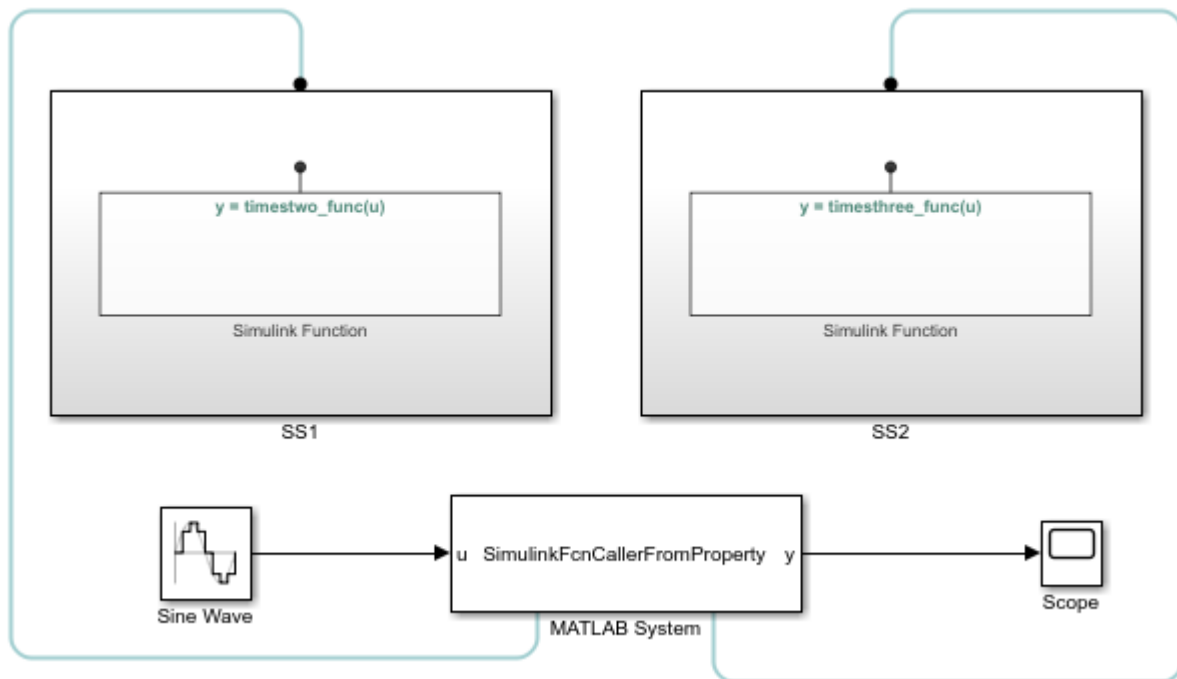 y = timestwo_func(u)
Simulink Function
SS1
y = timesthree_func(u)
Simulink Function
SS2
Sine Wave
u SimulinkFcnCallerFromProperty y
MATLAB System
Scope